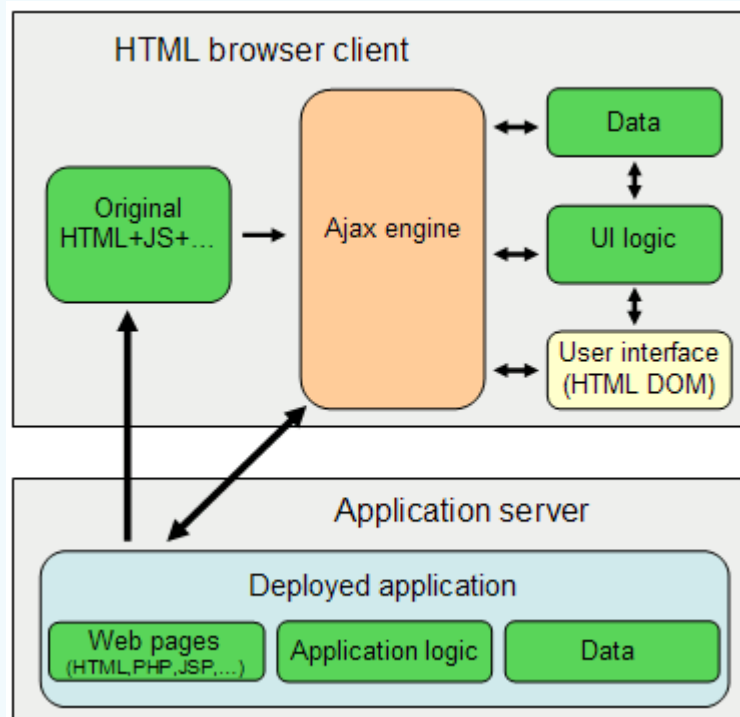 HTML browser client
Original
HTML+JS+…
Ajax engine
Data
UI logic
User interface
(HTML DOM)
Application server
Deployed application
Web pages
(HTML,PHP,JSP,…)
Application logic
Data